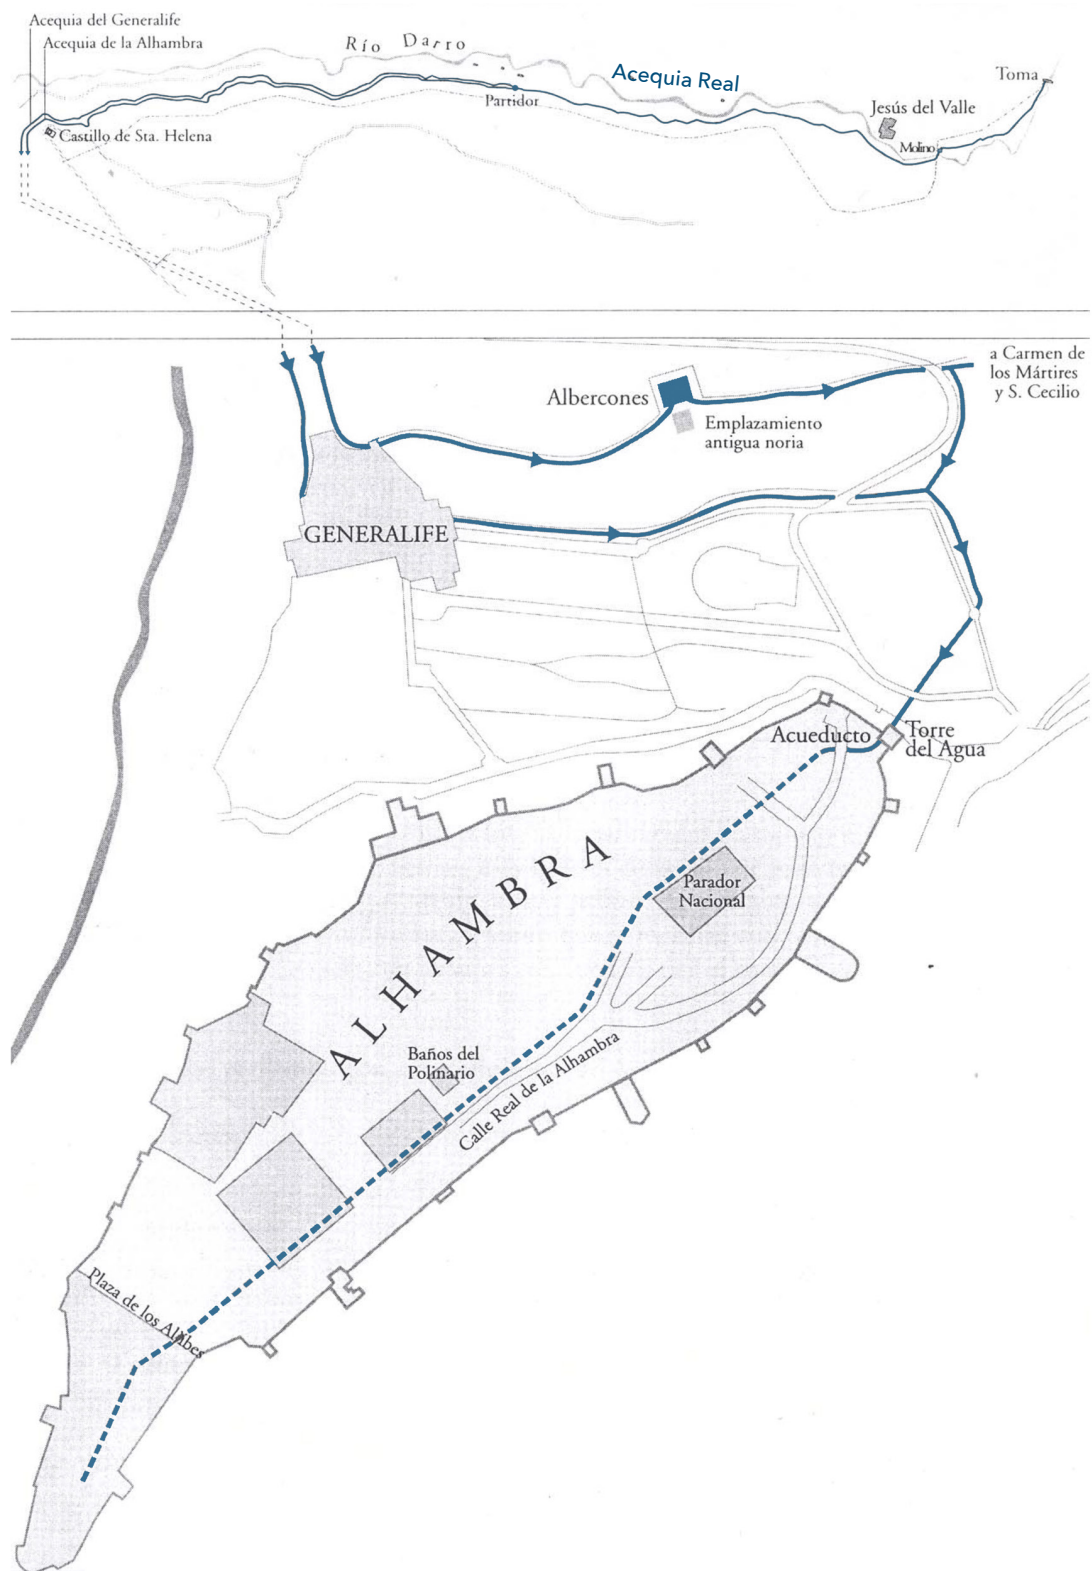 Acequia del Generalife
Acequia de la Alhambra
Río Darro
Acequia Real
Toma
Partidor
Jesús del Valle
Castillo de Sta. Helena
Molino
a Carmen de
los Mártires
y S. Cecilio
Albercones
Emplazamiento
antigua noria
GENERALIFE
Acueducto
Torre
del Agua
ALHAMBRA
Parador
Nacional
Baños del
Polinario
Calle Real de la Alhambra
Plaza de los Aljibes